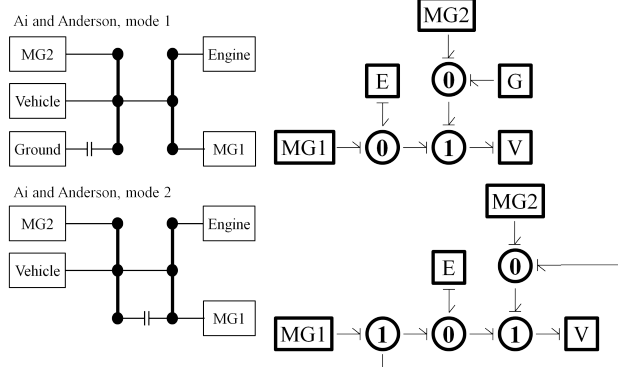 Ai and Anderson, mode 1
MG2
Engine
Vehicle
Ground
MG1
MG2
E
0
G
MG1
0
1
V
Ai and Anderson, mode 2
MG2
Engine
Vehicle
MG1
MG2
E
0
MG1
1
0
1
V